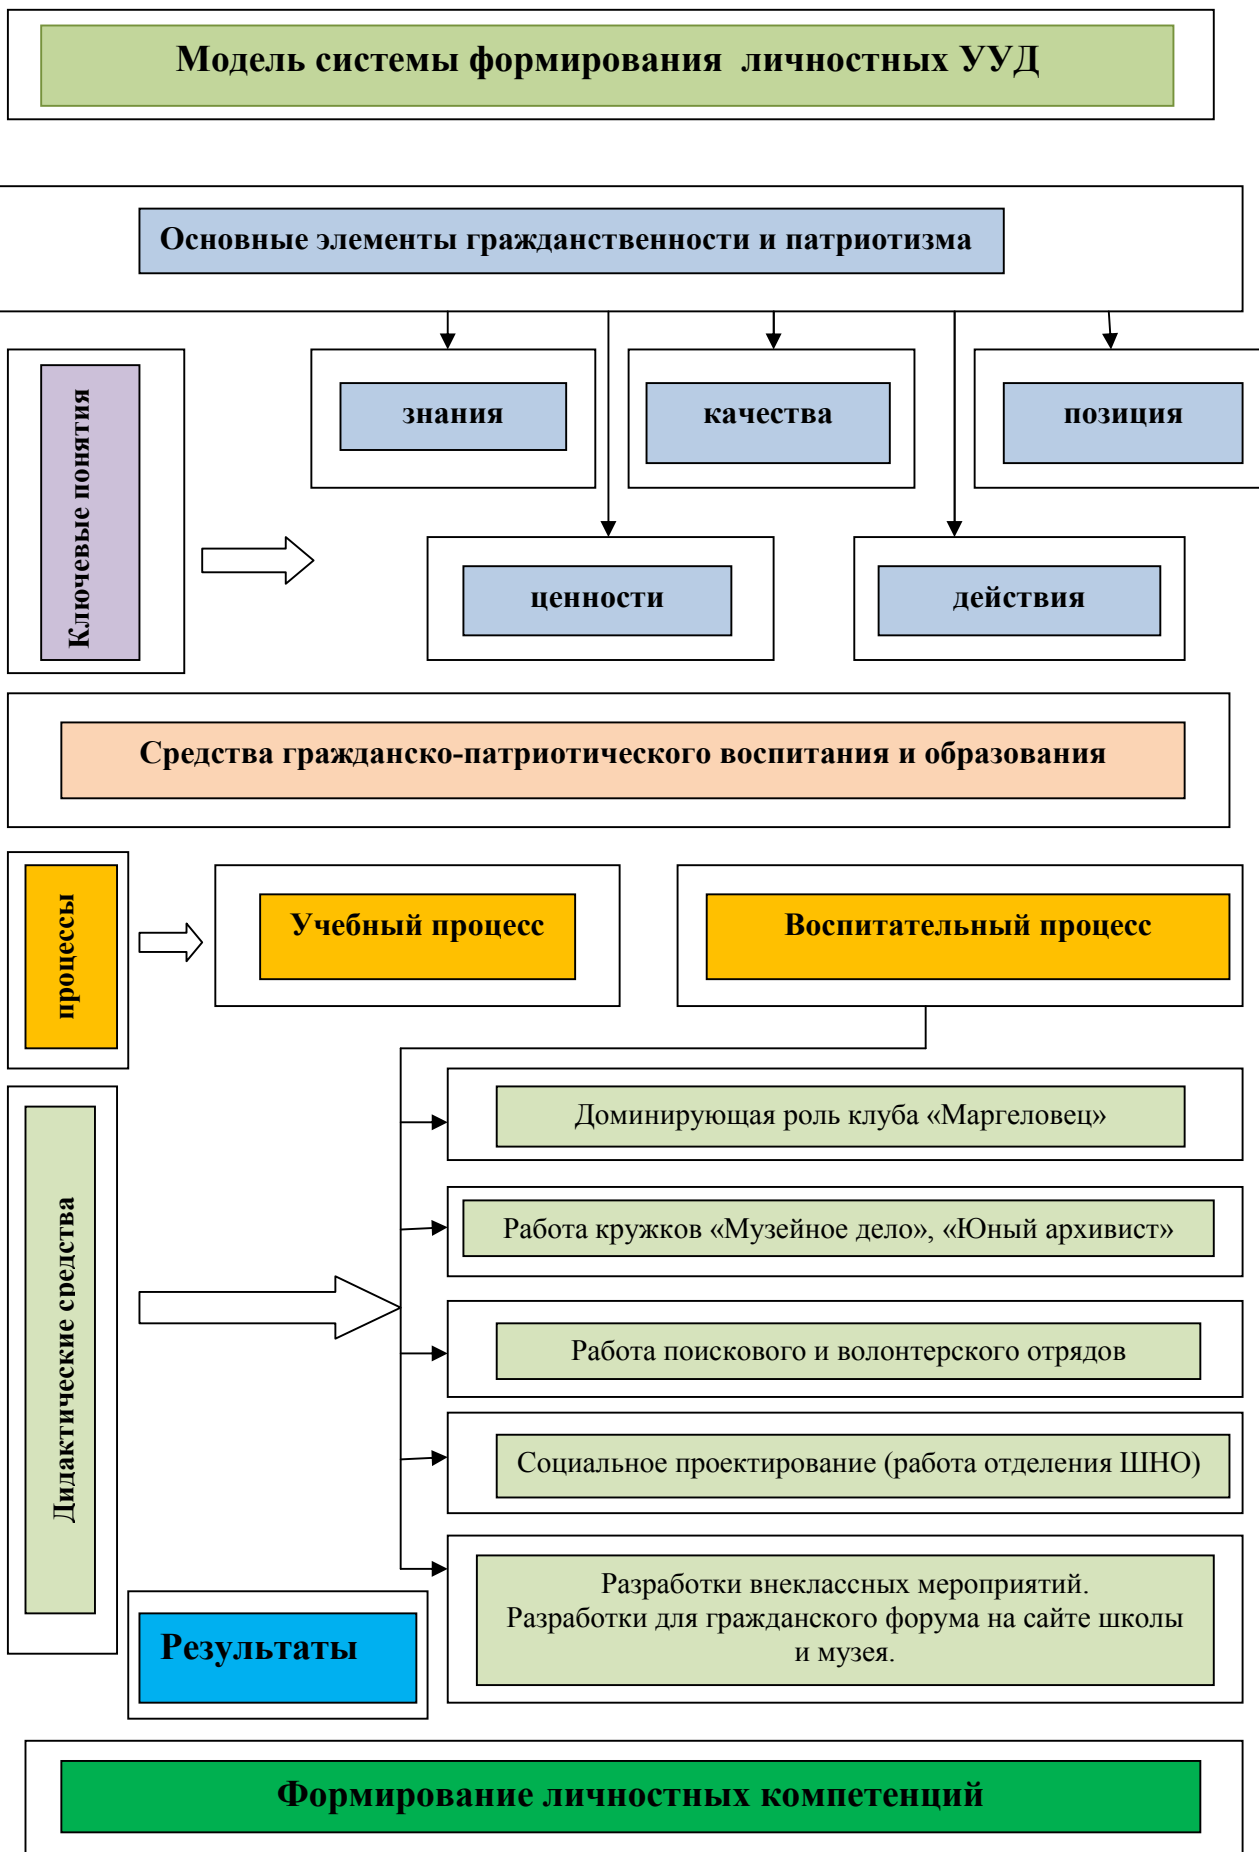 Модель системы формирования личностных УУД
Основные элементы гражданственности и патриотизма
Ключевые понятия
знания
качества
позиция
ценности
действия
Средства гражданско-патриотического воспитания и образования
процессы
Учебный процесс
Воспитательный процесс
Дидактические средства
Доминирующая роль клуба «Маргеловец»
Работа кружков «Музейное дело», «Юный архивист»
Работа поискового и волонтерского отрядов
Социальное проектирование (работа отделения ШНО)
Разработки внеклассных мероприятий.
Разработки для гражданского форума на сайте школы
и музея.
Результаты
Формирование личностных компетенций